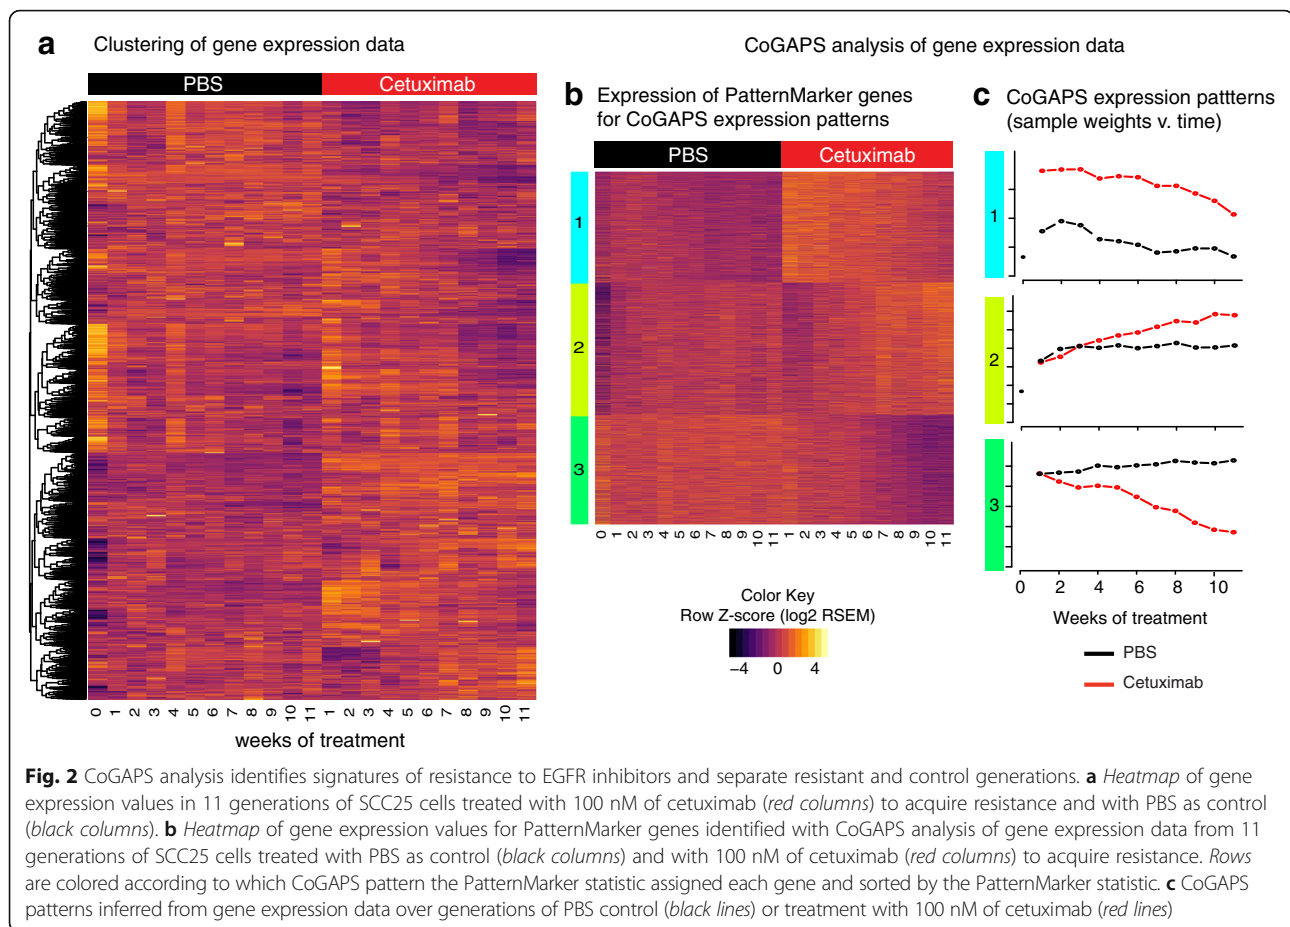 a Clustering of gene expression data
CoGAPS analysis of gene expression data
PBS Cetuximab
0 1 2 3 4 5 6 7 8 9 10 11 1 2 3 4 5 6 7 8 9 10 11
weeks of treatment
b Expression of PatternMarker genes
for CoGAPS expression patterns
PBS Cetuximab
1
2
3
0 1 2 3 4 5 6 7 8 9 10 11 1 2 3 4 5 6 7 8 9 10 11
Color Key
Row Z-score (log2 RSEM)
−4 0 4
c CoGAPS expression pattterns
(sample weights v. time)
1
2
3
0 2 4 6 8 10
Weeks of treatment
PBS
Cetuximab
Fig. 2 CoGAPS analysis identifies signatures of resistance to EGFR inhibitors and separate resistant and control generations. a Heatmap of gene
expression values in 11 generations of SCC25 cells treated with 100 nM of cetuximab (red columns) to acquire resistance and with PBS as control
(black columns). b Heatmap of gene expression values for PatternMarker genes identified with CoGAPS analysis of gene expression data from 11
generations of SCC25 cells treated with PBS as control (black columns) and with 100 nM of cetuximab (red columns) to acquire resistance. Rows
are colored according to which CoGAPS pattern the PatternMarker statistic assigned each gene and sorted by the PatternMarker statistic. c CoGAPS
patterns inferred from gene expression data over generations of PBS control (black lines) or treatment with 100 nM of cetuximab (red lines)